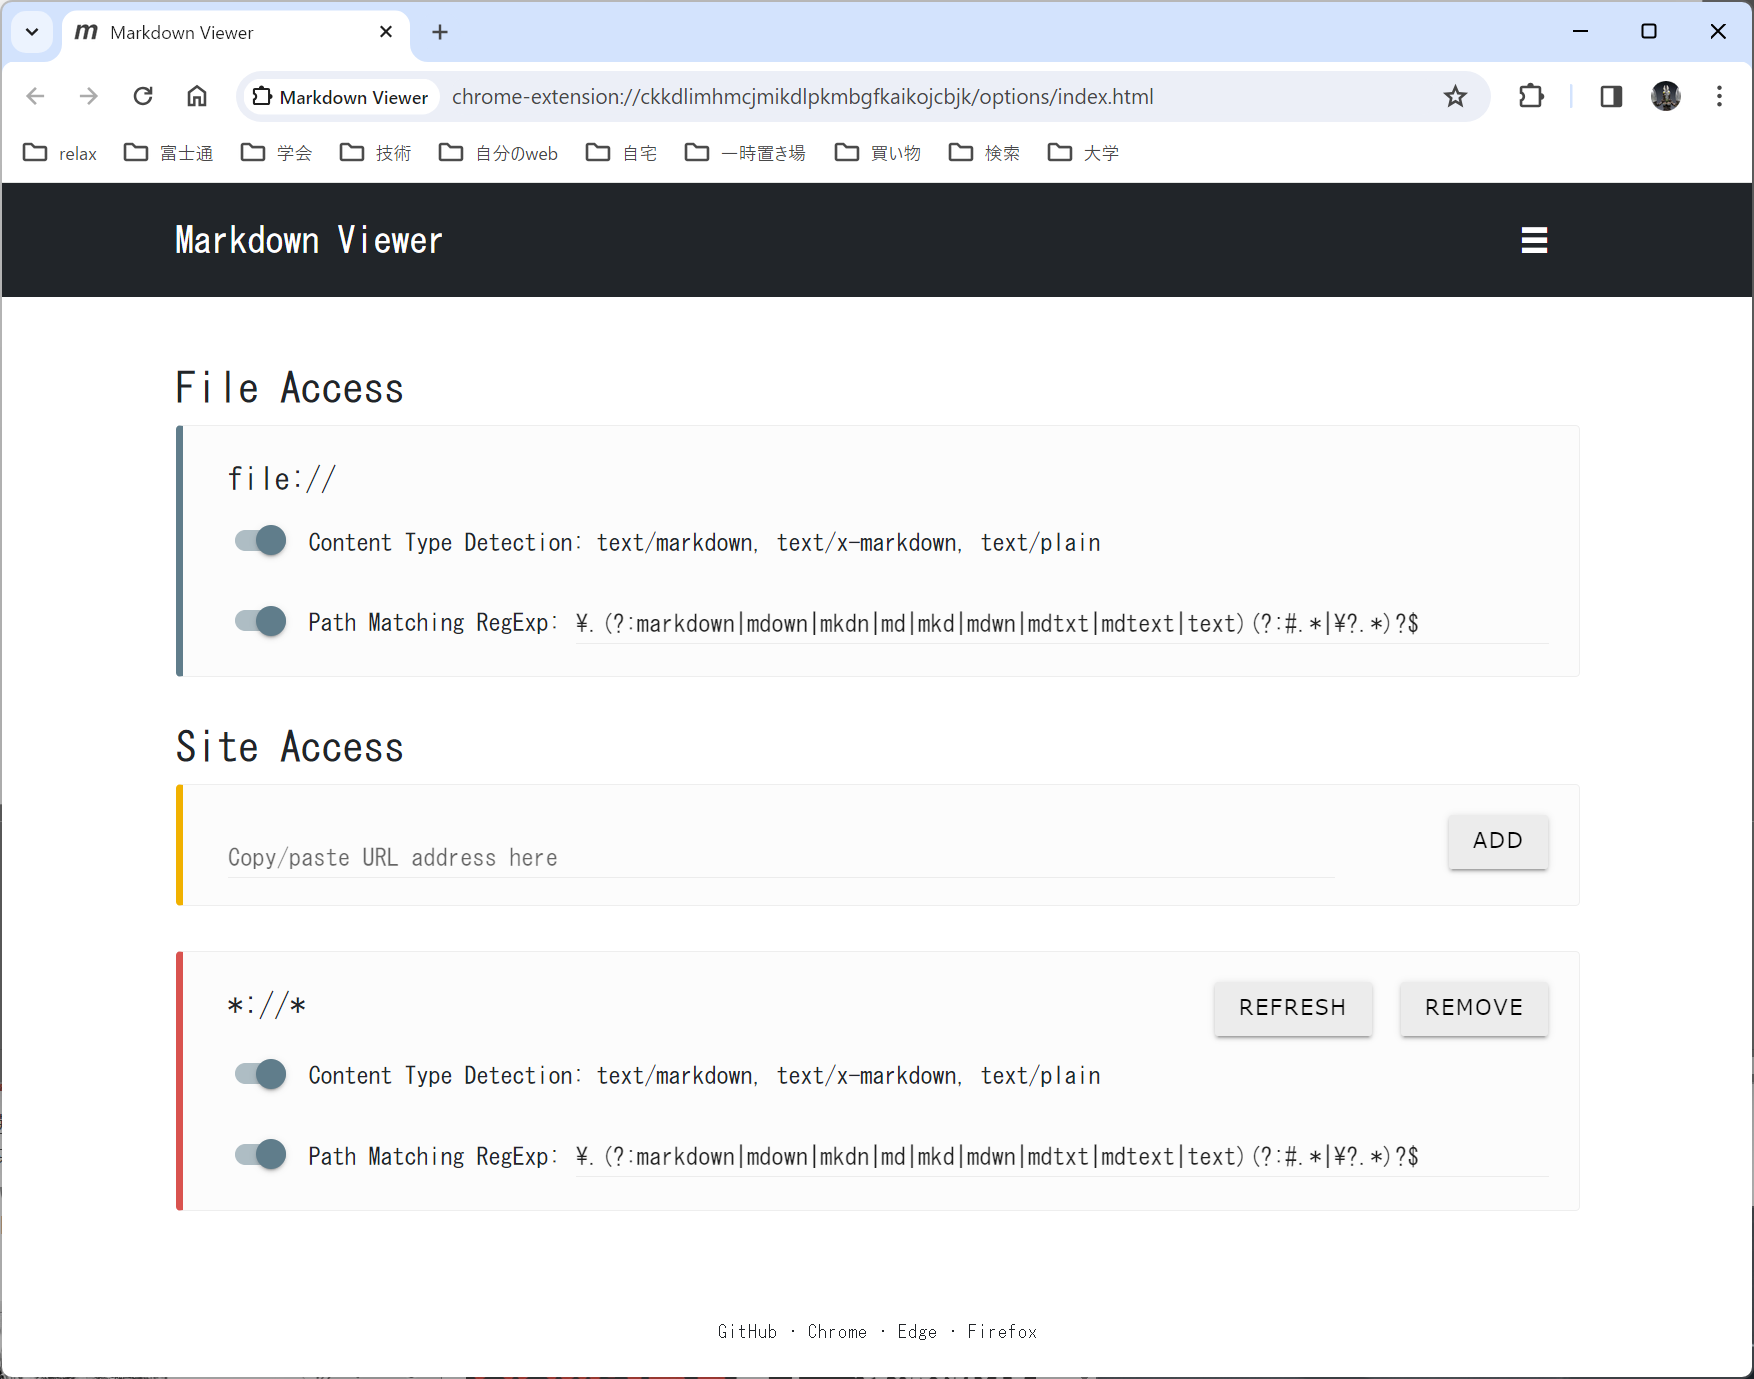 m Markdown Viewer
Markdown Viewer chrome-extension://ckkdlimhmcjmikdlpkmbgfkaikojcbjk/options/index.html
relax 富士通 学会 技術 自分のweb 自宅 一時置き場 買い物 検索 大学
Markdown Viewer
File Access
file://
Content Type Detection: text/markdown, text/x-markdown, text/plain
Path Matching RegExp: ¥.(?:markdown|mdown|mkdn|md|mkd|mdwn|mdtxt|mdtext|text)(?:#.*|¥?.*)?$
Site Access
Copy/paste URL address here
ADD
*://*
REFRESH REMOVE
Content Type Detection: text/markdown, text/x-markdown, text/plain
Path Matching RegExp: ¥.(?:markdown|mdown|mkdn|md|mkd|mdwn|mdtxt|mdtext|text)(?:#.*|¥?.*)?$
GitHub · Chrome · Edge · Firefox